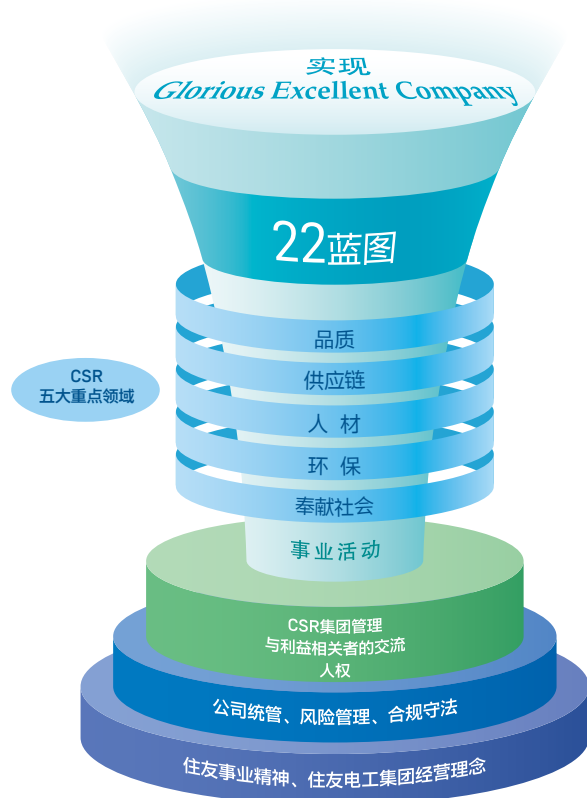 实现
Glorious Excellent Company
22蓝图
品质
供应链
CSR
五大重点领域
人 材
环 保
奉献社会
事业活动
CSR集团管理
与利益相关者的交流
人权
公司统管、风险管理、合规守法
住友事业精神、住友电工集团经营理念